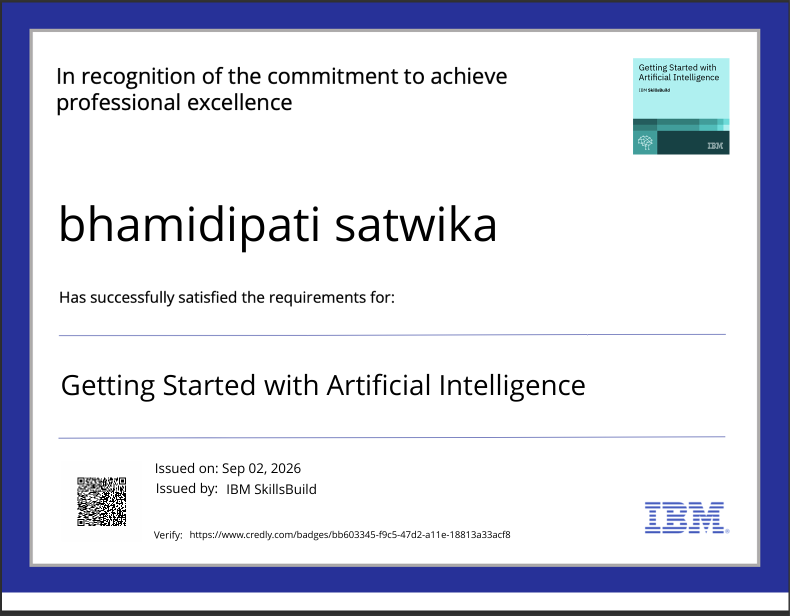 In recognition of the commitment to achieve
professional excellence
Getting Started with
Artificial Intelligence
IBM SkillsBuild
IBM
bhamidipati satwika
Has successfully satisfied the requirements for:
Getting Started with Artificial Intelligence
Issued on: Sep 02, 2026
Issued by: IBM SkillsBuild
Verify: https://www.credly.com/badges/bb603345-f9c5-47d2-a11e-18813a33acf8
IBM®